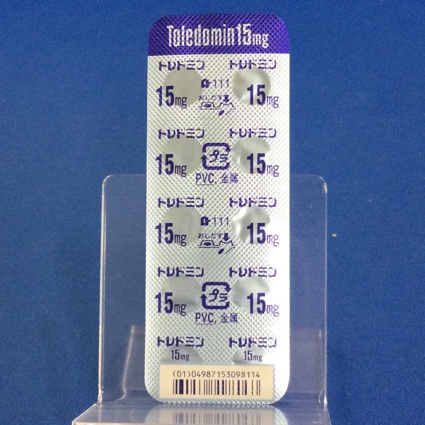 Toledomin15mg
トレドミン トレドミン
15mg 111 15mg
おしだす
トレドミン トレドミン
15mg プラ 15mg
PVC, 金属
トレドミン トレドミン
15mg 111 15mg
おしだす
トレドミン トレドミン
15mg プラ 15mg
PVC, 金属
トレドミン トレドミン
15mg 15mg
(01)04987153098114